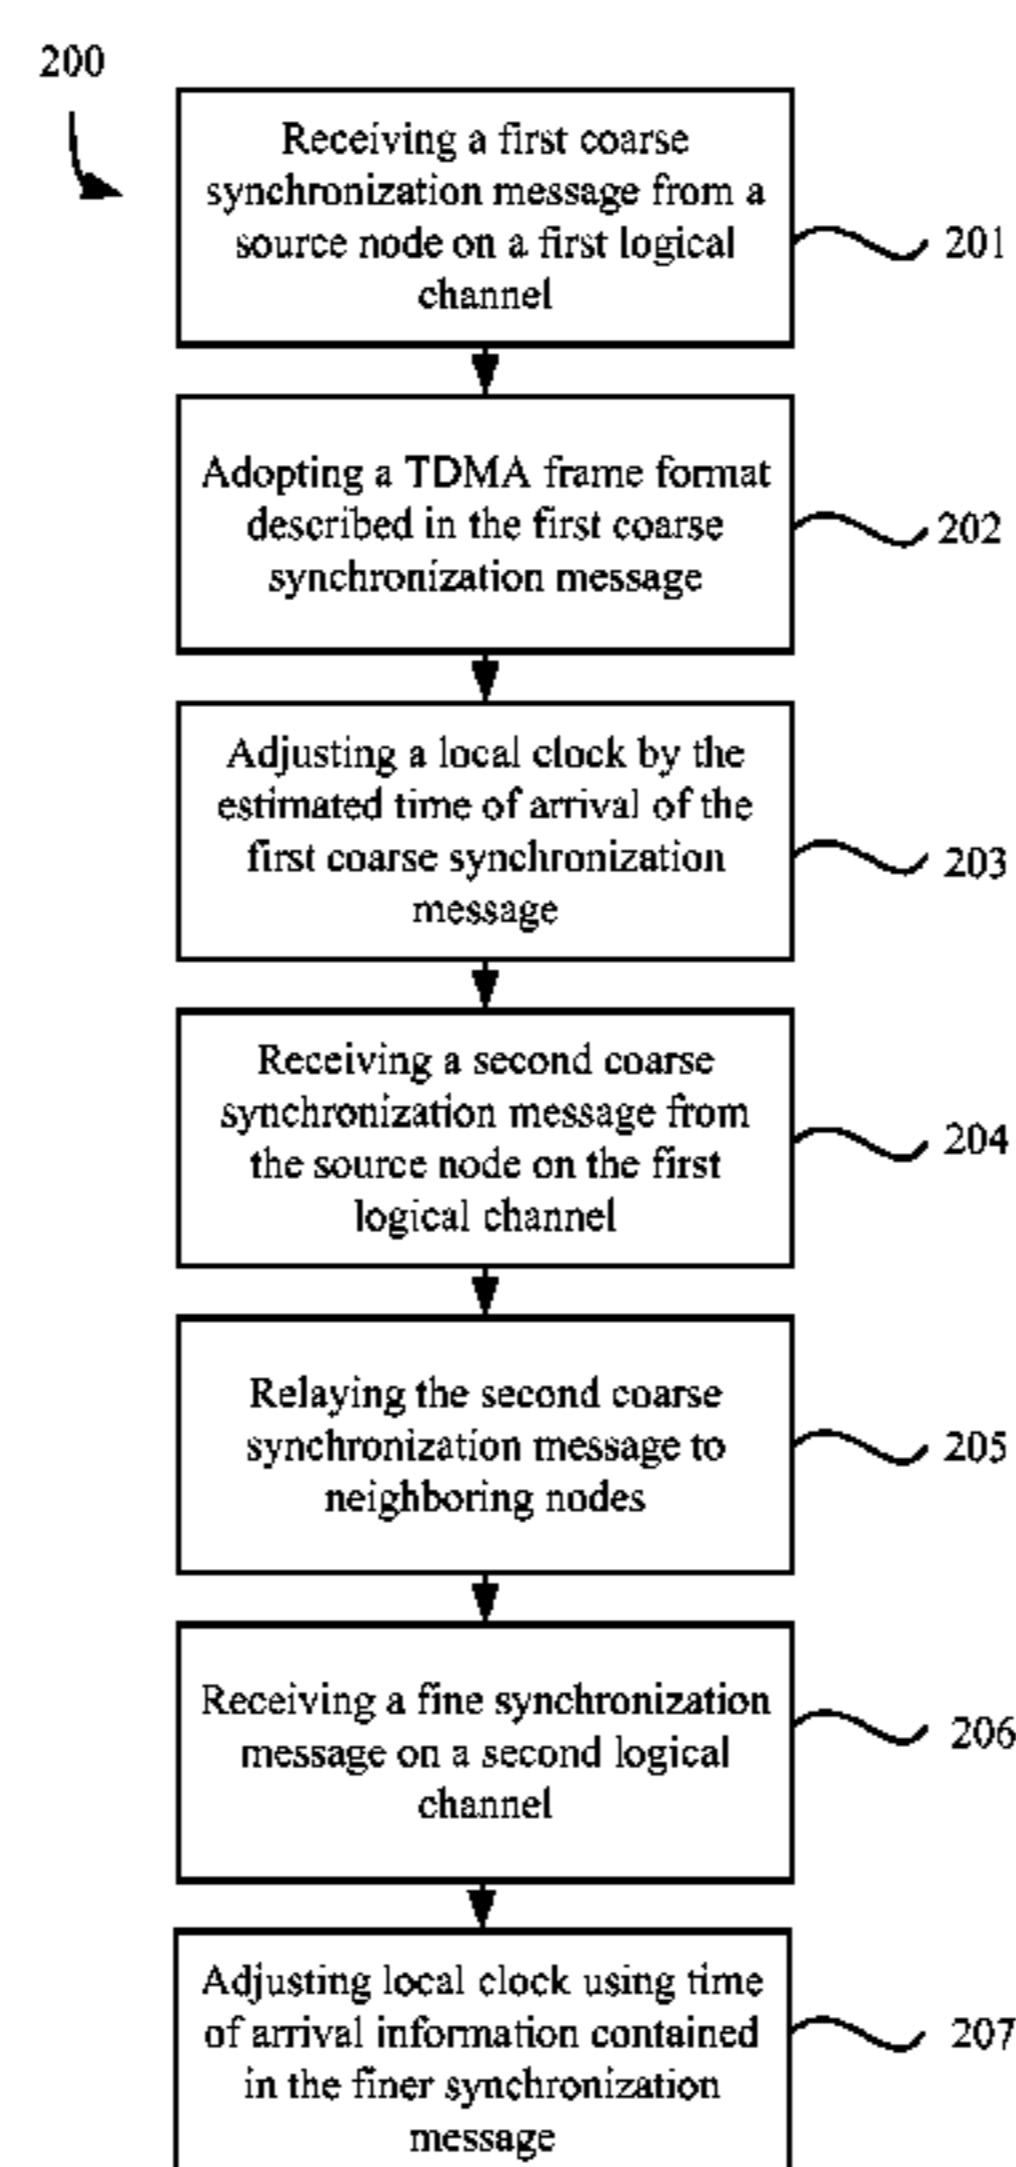 200
Receiving a first coarse
synchronization message from a
source node on a first logical
channel
201
Adopting a TDMA frame format
described in the first coarse
synchronization message
202
Adjusting a local clock by the
estimated time of arrival of the
first coarse synchronization
message
203
Receiving a second coarse
synchronization message from
the source node on the first
logical channel
204
Relaying the second coarse
synchronization message to
neighboring nodes
205
Receiving a fine synchronization
message on a second logical
channel
206
Adjusting local clock using time
of arrival information contained
in the finer synchronization
message
207